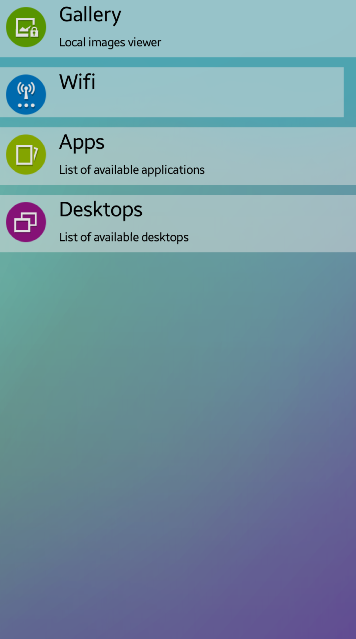 Gallery
Local images viewer
Wifi
Apps
List of available applications
Desktops
List of available desktops